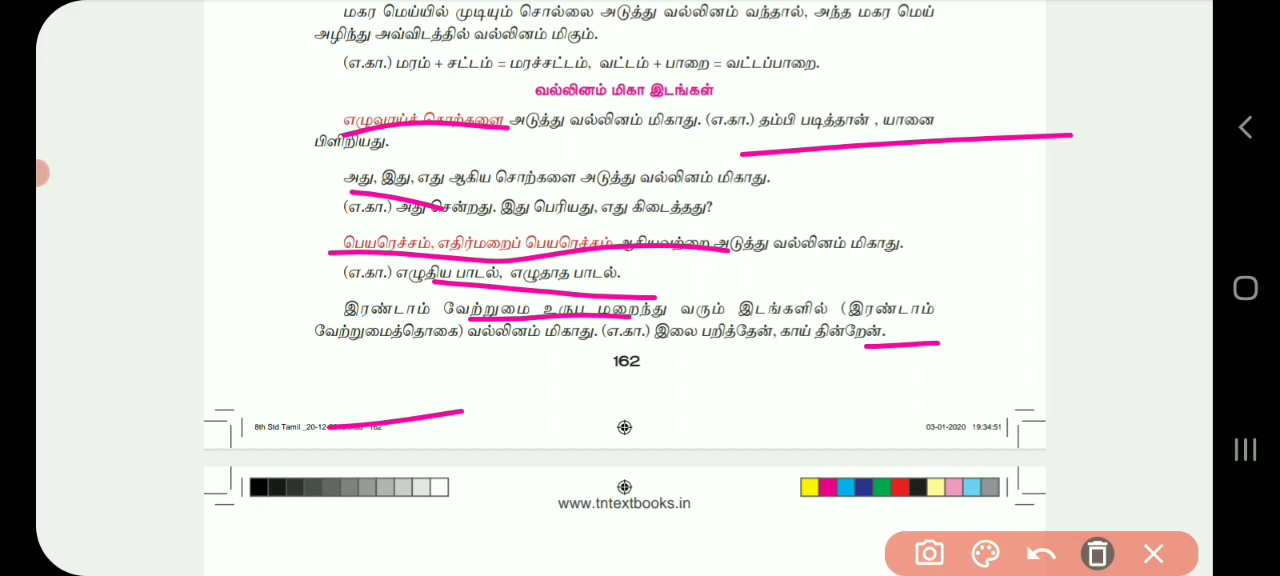 மகர மெய்யில் முடியும் சொல்லை அடுத்து வல்லினம் வந்தால், அந்த மகர மெய்
அழிந்து அவ்விடத்தில் வல்லினம் மிகும்.
(எ.கா.) மரம் + சட்டம் = மரச்சட்டம், வட்டம் + பாறை = வட்டப்பாறை.
வல்லினம் மிகா இடங்கள்
எழுவாய்ச் சொற்களை அடுத்து வல்லினம் மிகாது. (எ.கா.) தம்பி படித்தான் , யானை
பிளிறியது.
அது, இது, எது ஆகிய சொற்களை அடுத்து வல்லினம் மிகாது.
(எ.கா.) அது சென்றது. இது பெரியது, எது கிடைத்தது?
பெயரெச்சம், எதிர்மறைப் பெயரெச்சம் ஆகியவற்றை அடுத்து வல்லினம் மிகாது.
(எ.கா.) எழுதிய பாடல், எழுதாத பாடல்.
இரண்டாம் வேற்றுமை உருபு மறைந்து வரும் இடங்களில் (இரண்டாம்
வேற்றுமைத்தொகை) வல்லினம் மிகாது. (எ.கா.) இலை பறித்தேன், காய் தின்றேன்.
162
8th Std Tamil _20-12- 162
03-01-2020 19:34:51
www.tntextbooks.in